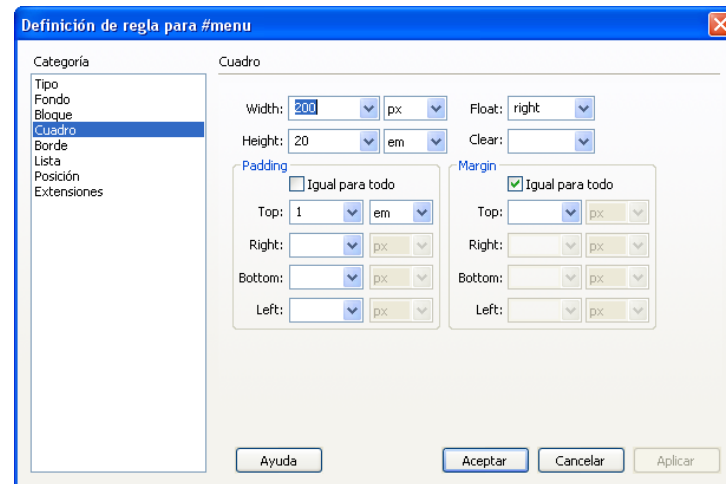 Definición de regla para #menu
Categoría
Cuadro
Tipo
Fondo
Bloque
Cuadro
Borde
Lista
Posición
Extensiones
Width: 200 px Float: right
Height: 20 em Clear:
Padding Margin
Igual para todo Igual para todo
Top: 1 em Top: px
Right: px Right: px
Bottom: px Bottom: px
Left: px Left: px
Ayuda Aceptar Cancelar Aplicar